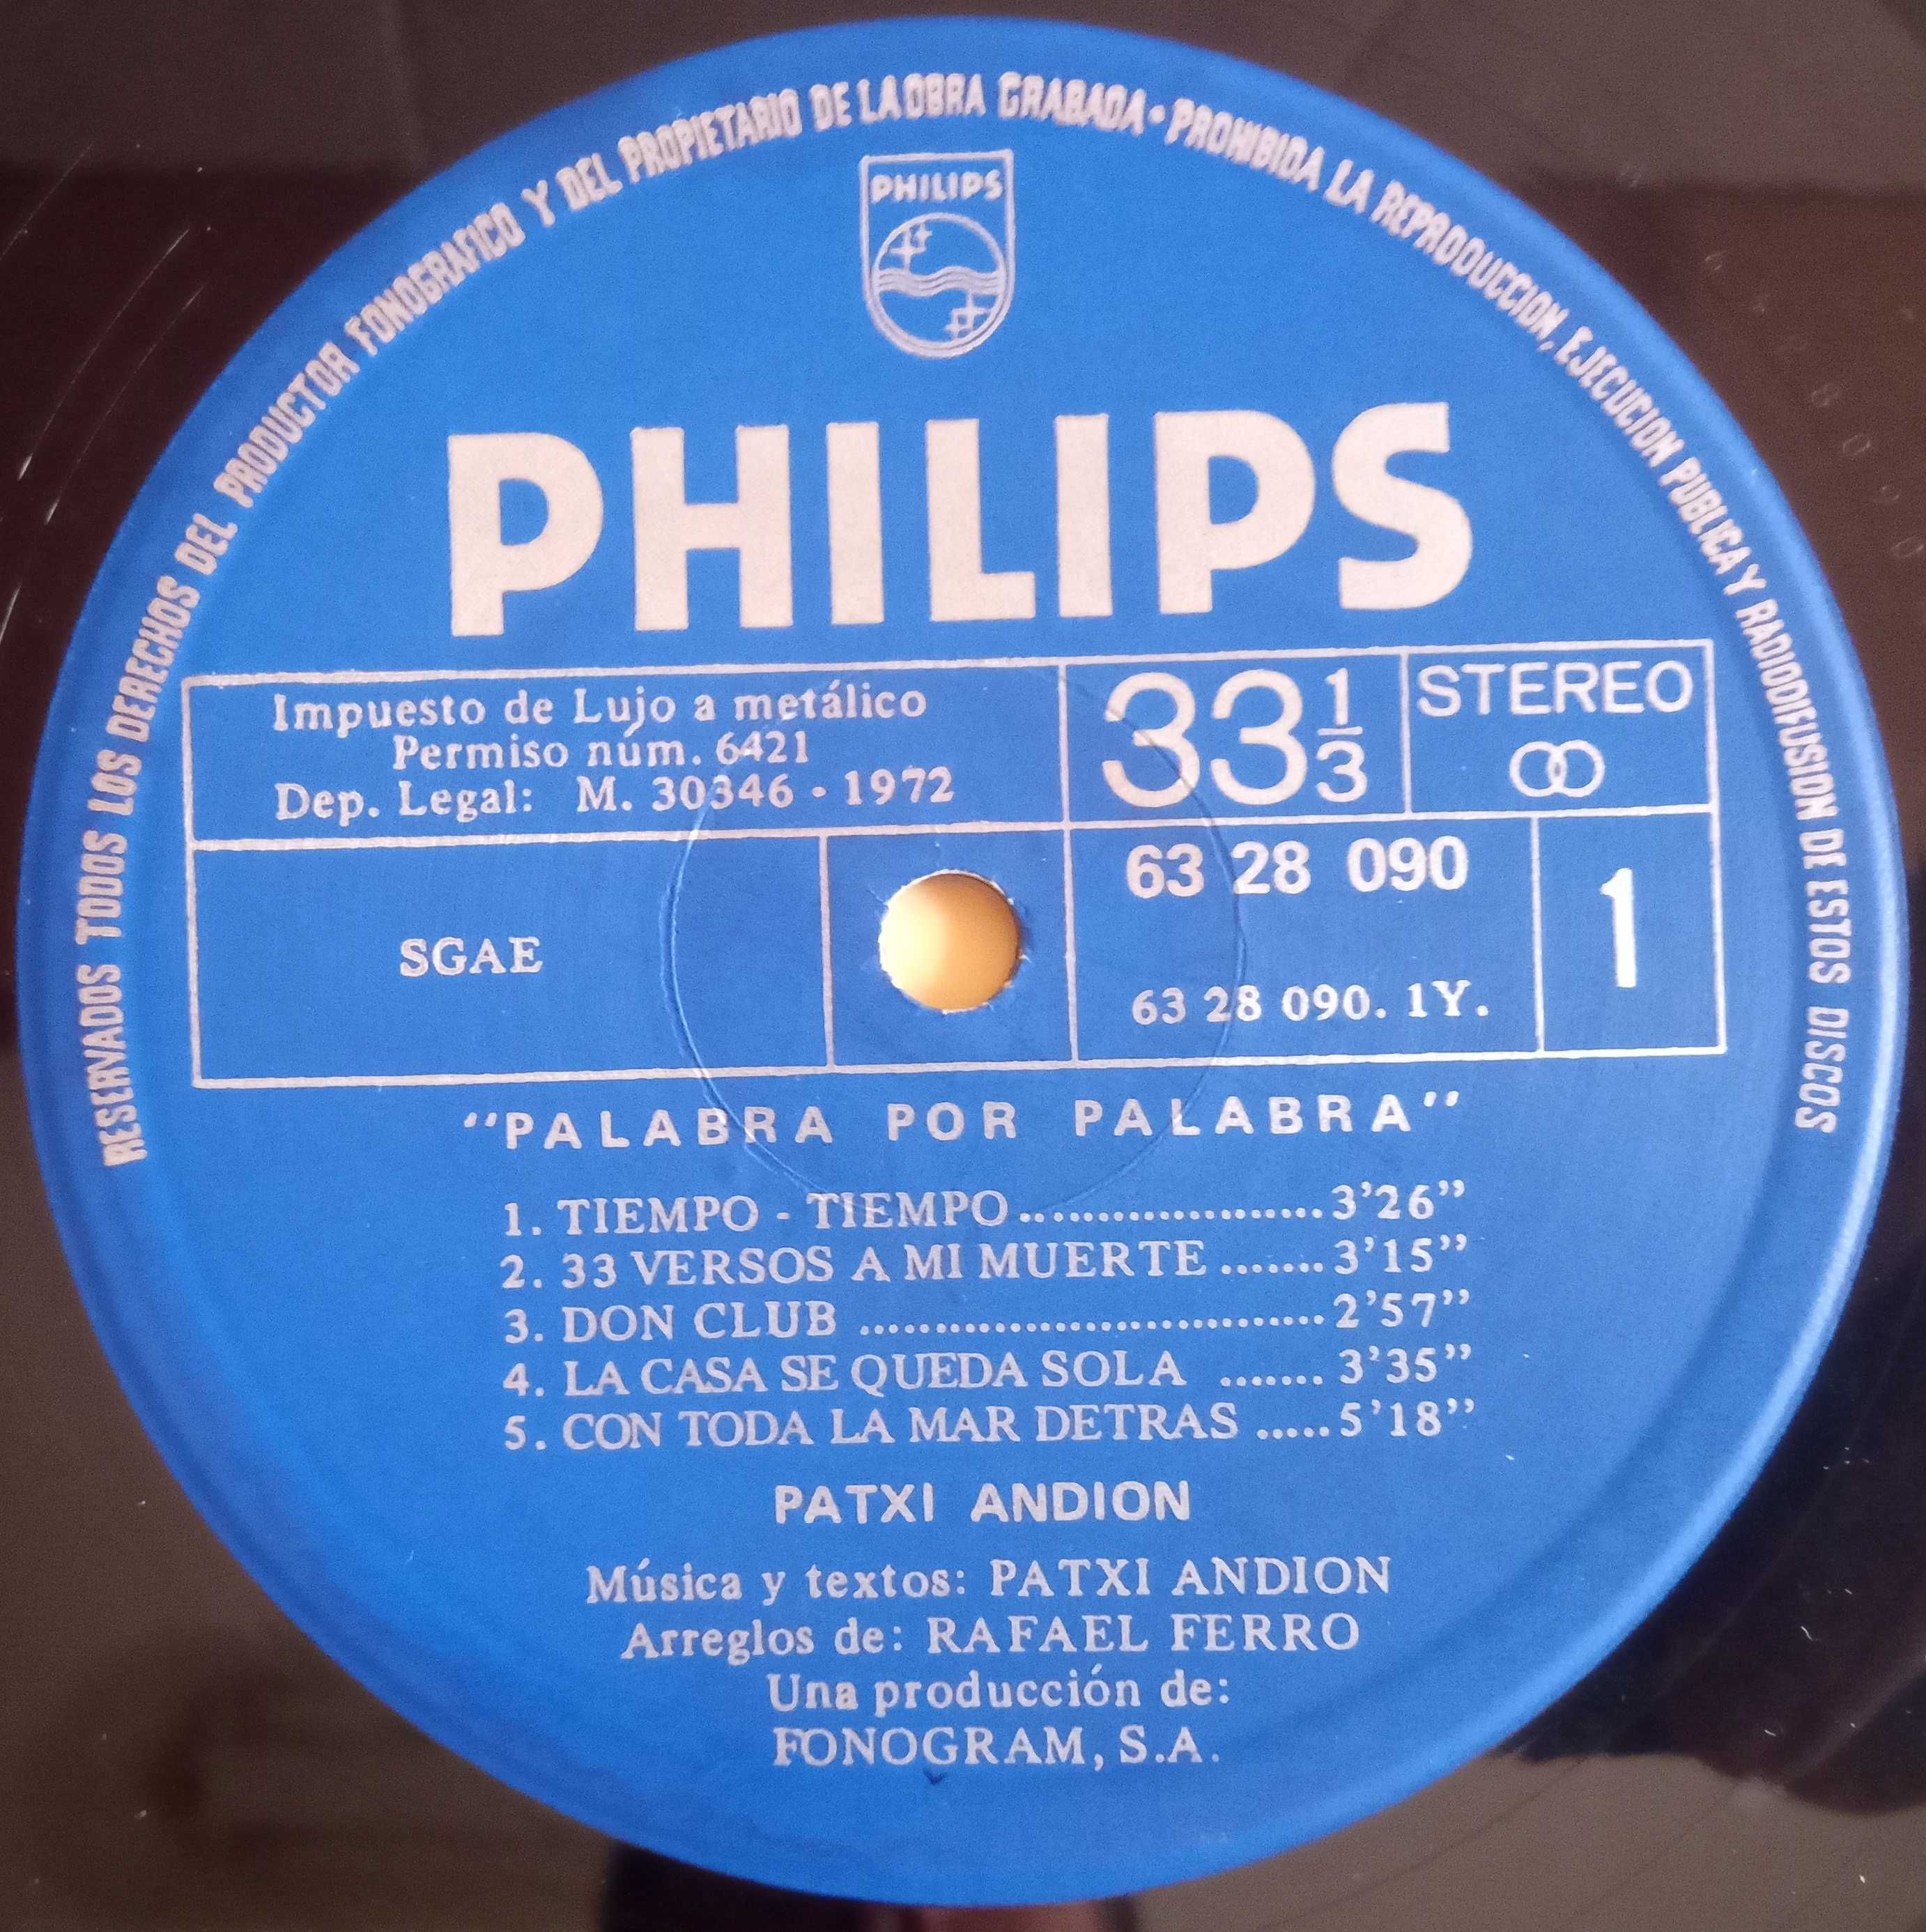 RESERVADOS TODOS LOS DERECHOS DEL PRODUCTOR FONOGRAFICO Y DEL PROPIETARIO DE LA OBRA GRABADA • PROHIBIDA LA REPRODUCCION, EJECUCION PUBLICA Y RADIODIFUSION DE ESTOS DISCOS
PHILIPS
PHILIPS
Impuesto de Lujo a metálico
Permiso núm. 6421
Dep. Legal: M. 30346 - 1972
33 1/3
STEREO
SGAE
63 28 090
63 28 090. 1Y.
1
"PALABRA POR PALABRA"
1. TIEMPO - TIEMPO.....................3'26"
2. 33 VERSOS A MI MUERTE .......3'15"
3. DON CLUB ................................2'57"
4. LA CASA SE QUEDA SOLA ....... 3'35"
5. CON TODA LA MAR DETRAS .....5'18"
PATXI ANDION
Música y textos: PATXI ANDION
Arreglos de: RAFAEL FERRO
Una producción de:
FONOGRAM, S.A.